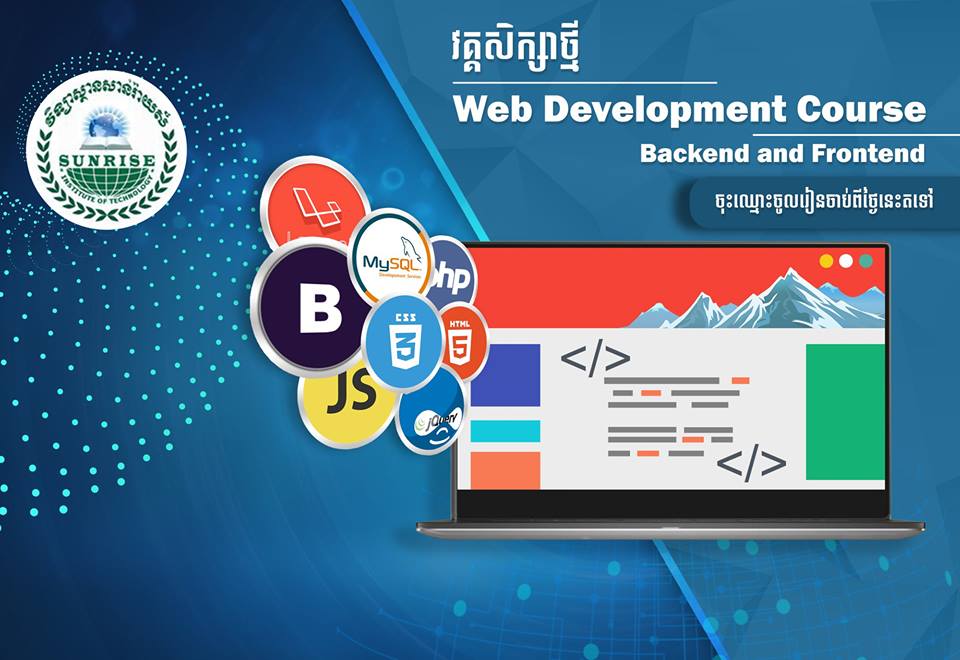 វគ្គសិក្សាថ្មី
Web Development Course
Backend and Frontend
ចុះឈ្មោះចូលរៀនចាប់ពីថ្ងៃនេះតទៅ
វិទ្យាស្ថានសាន់រ៉ាយស៍
SUNRISE
INSTITUTE OF TECHNOLOGY
MySQL
Development Services
php
B
CSS
3
HTML
5
JS
jQuery
</>
</>